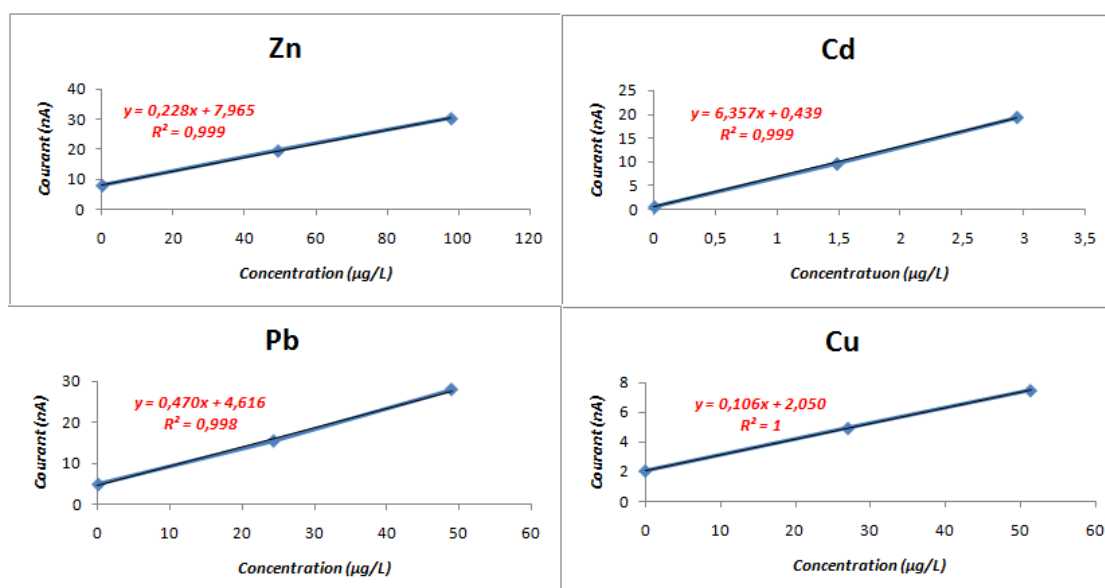 Zn
y = 0,228x + 7,965
R² = 0,999
Courant (nA)
40
30
20
10
0
0 20 40 60 80 100 120
Concentration (µg/L)
Cd
y = 6,357x + 0,439
R² = 0,999
Courant (nA)
25
20
15
10
5
0
0 0,5 1 1,5 2 2,5 3 3,5
Concentratuon (µg/L)
Pb
y = 0,470x + 4,616
R² = 0,998
Courant (nA)
30
20
10
0
0 10 20 30 40 50 60
Concentration (µg/L)
Cu
y = 0,106x + 2,050
R² = 1
Courant (nA)
8
6
4
2
0
0 10 20 30 40 50 60
Concentration (µg/L)